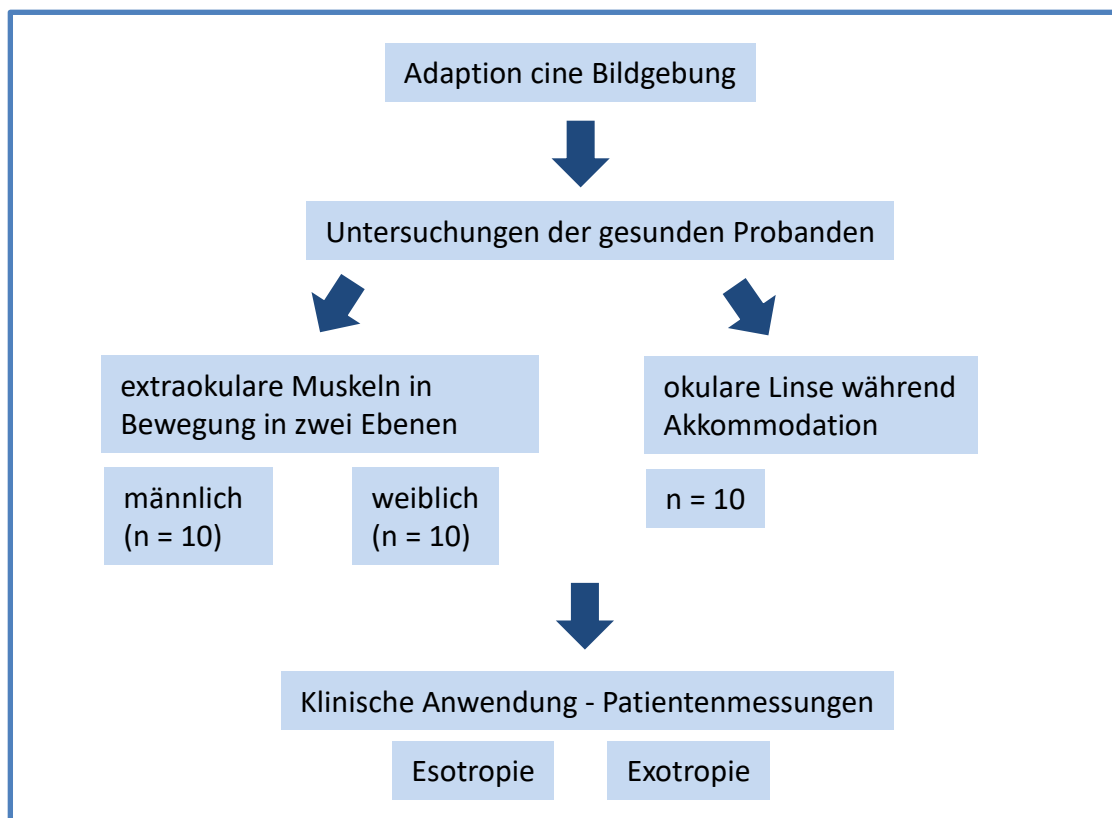 Adaption cine Bildgebung
Untersuchungen der gesunden Probanden
extraokulare Muskeln in
Bewegung in zwei Ebenen
okulare Linse während
Akkommodation
männlich
(n = 10)
weiblich
(n = 10)
n = 10
Klinische Anwendung - Patientenmessungen
Esotropie
Exotropie